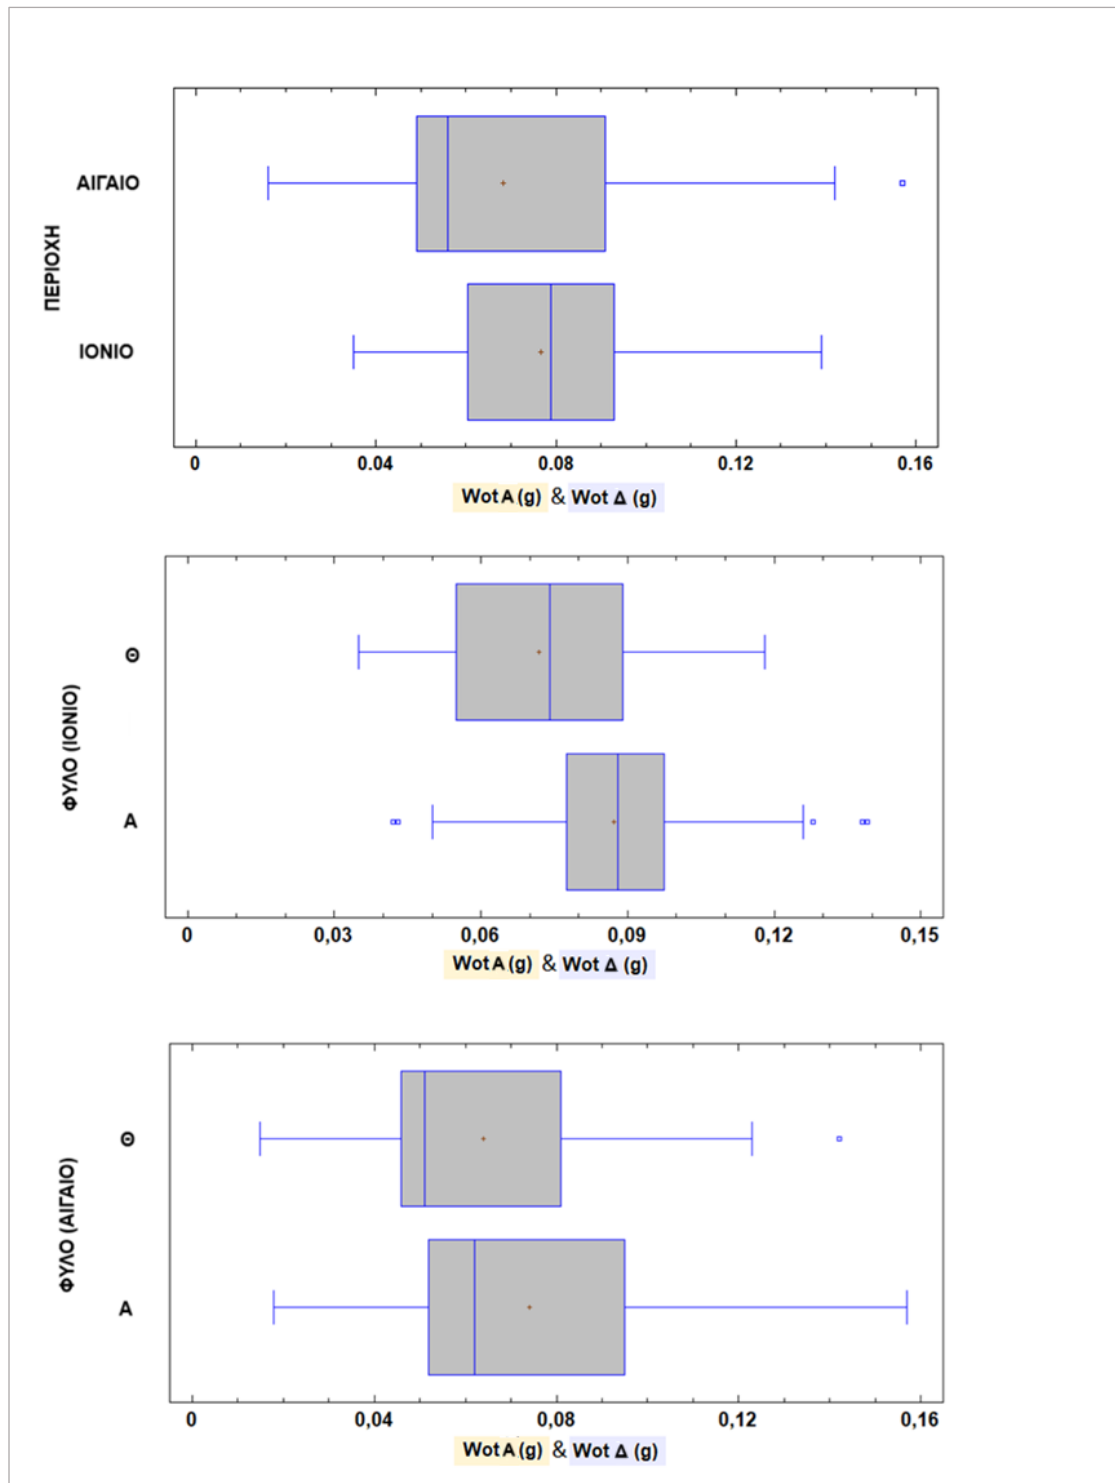 ΑΙΓΑΙΟ
ΠΕΡΙΟΧΗ
ΙΟΝΙΟ
0 0.04 0.08 0.12 0.16
Wot A (g) & Wot Δ (g)
Θ
ΦΥΛΟ (ΙΟΝΙΟ)
Α
0 0,03 0,06 0,09 0,12 0,15
Wot A (g) & Wot Δ (g)
Θ
ΦΥΛΟ (ΑΙΓΑΙΟ)
Α
0 0,04 0,08 0,12 0,16
Wot A (g) & Wot Δ (g)